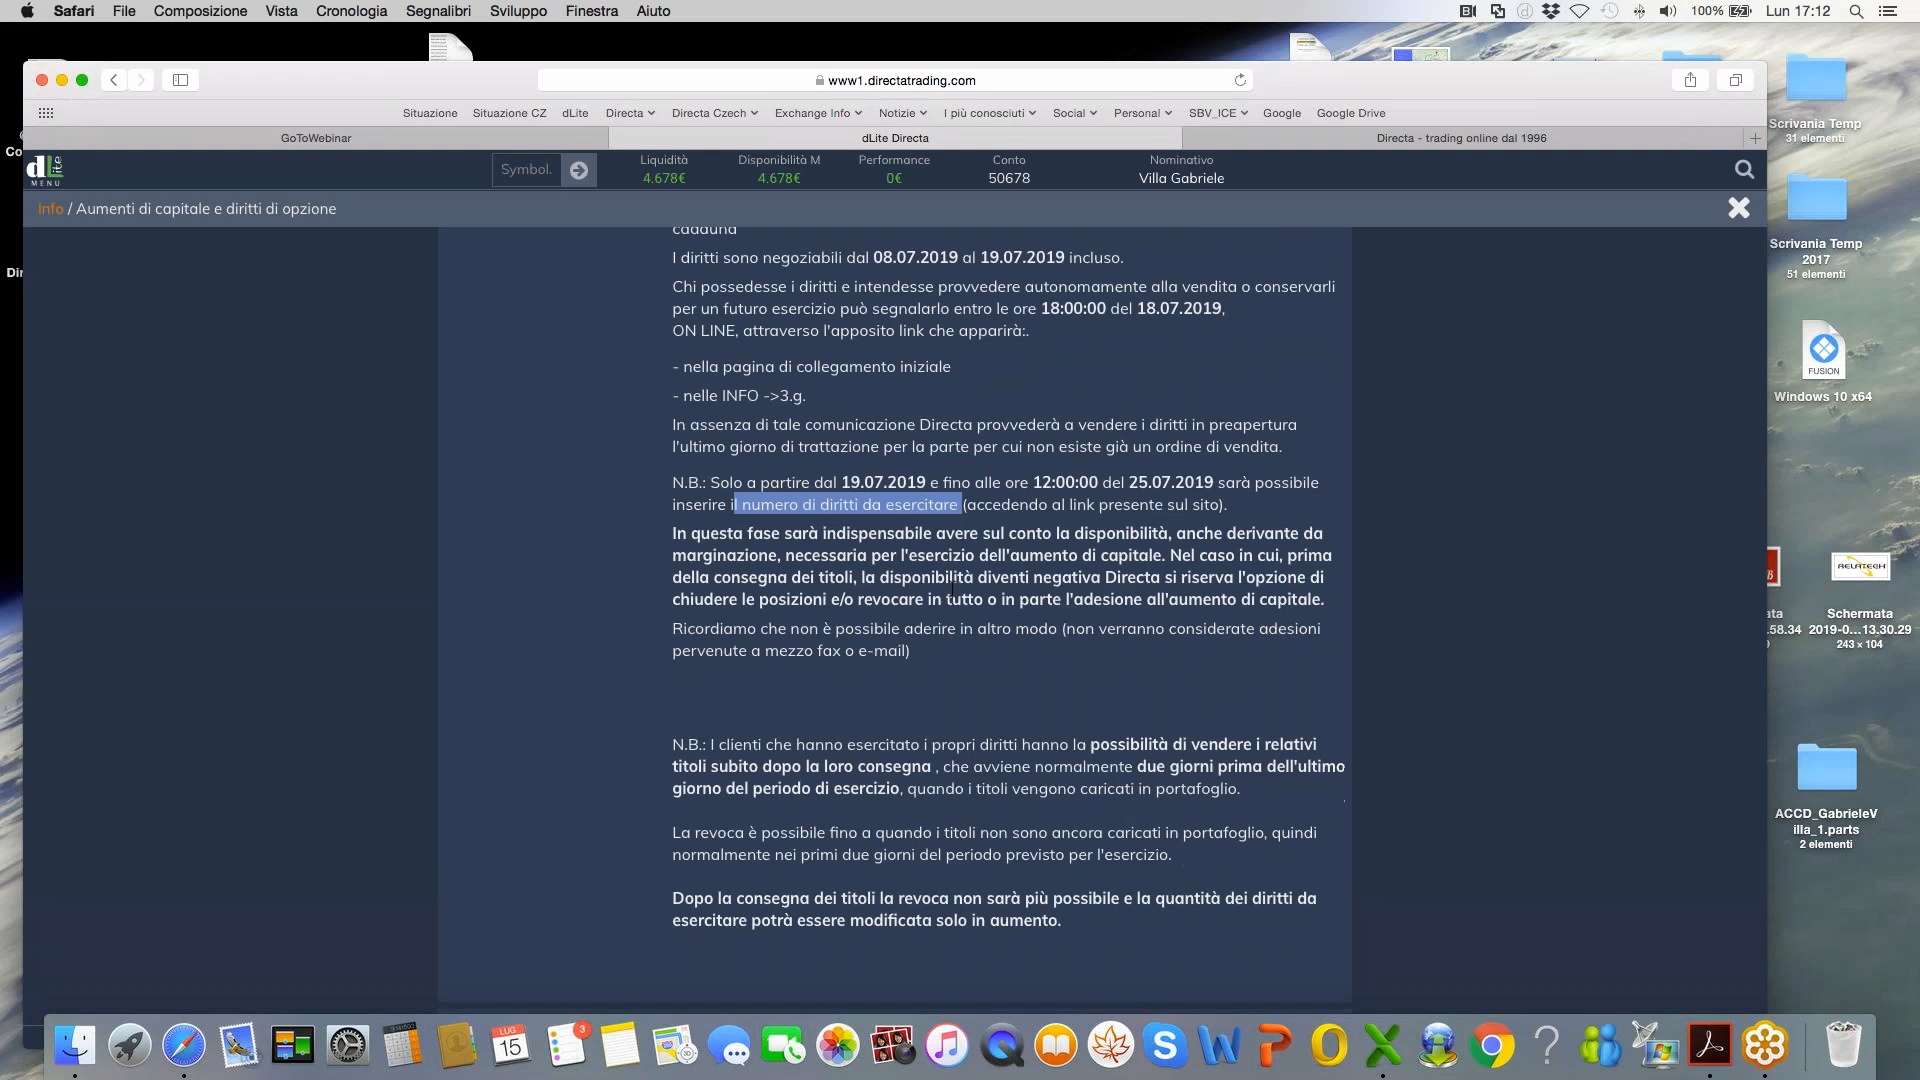 Safari File Composizione Vista Cronologia Segnalibri Sviluppo Finestra Aiuto 100% Lun 17:12
www1.directatrading.com
Situazione Situazione CZ dLite Directa Directa Czech Exchange Info Notizie I più conosciuti Social Personal SBV_ICE Google Google Drive
GoToWebinar dLite Directa Directa - trading online dal 1996
dLite MENU
Symbol.
Liquidità Disponibilità M Performance Conto Nominativo
4.678€ 4.678€ 0€ 50678 Villa Gabriele
Info / Aumenti di capitale e diritti di opzione
caduna
I diritti sono negoziabili dal 08.07.2019 al 19.07.2019 incluso.
Chi possedesse i diritti e intendesse provvedere autonomamente alla vendita o conservarli
per un futuro esercizio può segnalarlo entro le ore 18:00:00 del 18.07.2019,
ON LINE, attraverso l'apposito link che apparirà:.
- nella pagina di collegamento iniziale
- nelle INFO ->3.g.
In assenza di tale comunicazione Directa provvederà a vendere i diritti in preapertura
l'ultimo giorno di trattazione per la parte per cui non esiste già un ordine di vendita.
N.B.: Solo a partire dal 19.07.2019 e fino alle ore 12:00:00 del 25.07.2019 sarà possibile
inserire il numero di diritti da esercitare (accedendo al link presente sul sito).
In questa fase sarà indispensabile avere sul conto la disponibilità, anche derivante da
marginazione, necessaria per l'esercizio dell'aumento di capitale. Nel caso in cui, prima
della consegna dei titoli, la disponibilità diventi negativa Directa si riserva l'opzione di
chiudere le posizioni e/o revocare in tutto o in parte l'adesione all'aumento di capitale.
Ricordiamo che non è possibile aderire in altro modo (non verranno considerate adesioni
pervenute a mezzo fax o e-mail)
N.B.: I clienti che hanno esercitato i propri diritti hanno la possibilità di vendere i relativi
titoli subito dopo la loro consegna , che avviene normalmente due giorni prima dell'ultimo
giorno del periodo di esercizio, quando i titoli vengono caricati in portafoglio.
La revoca è possibile fino a quando i titoli non sono ancora caricati in portafoglio, quindi
normalmente nei primi due giorni del periodo previsto per l'esercizio.
Dopo la consegna dei titoli la revoca non sarà più possibile e la quantità dei diritti da
esercitare potrà essere modificata solo in aumento.
Scrivania Temp
31 elementi
Scrivania Temp
2017
51 elementi
FUSION
Windows 10 x64
RELATECH
Schermata
2019-0...13.30.29
243 x 104
ata
.58.34
ACCD_GabrieleV
illa_1.parts
2 elementi
Co
Dir
LUG
15
3